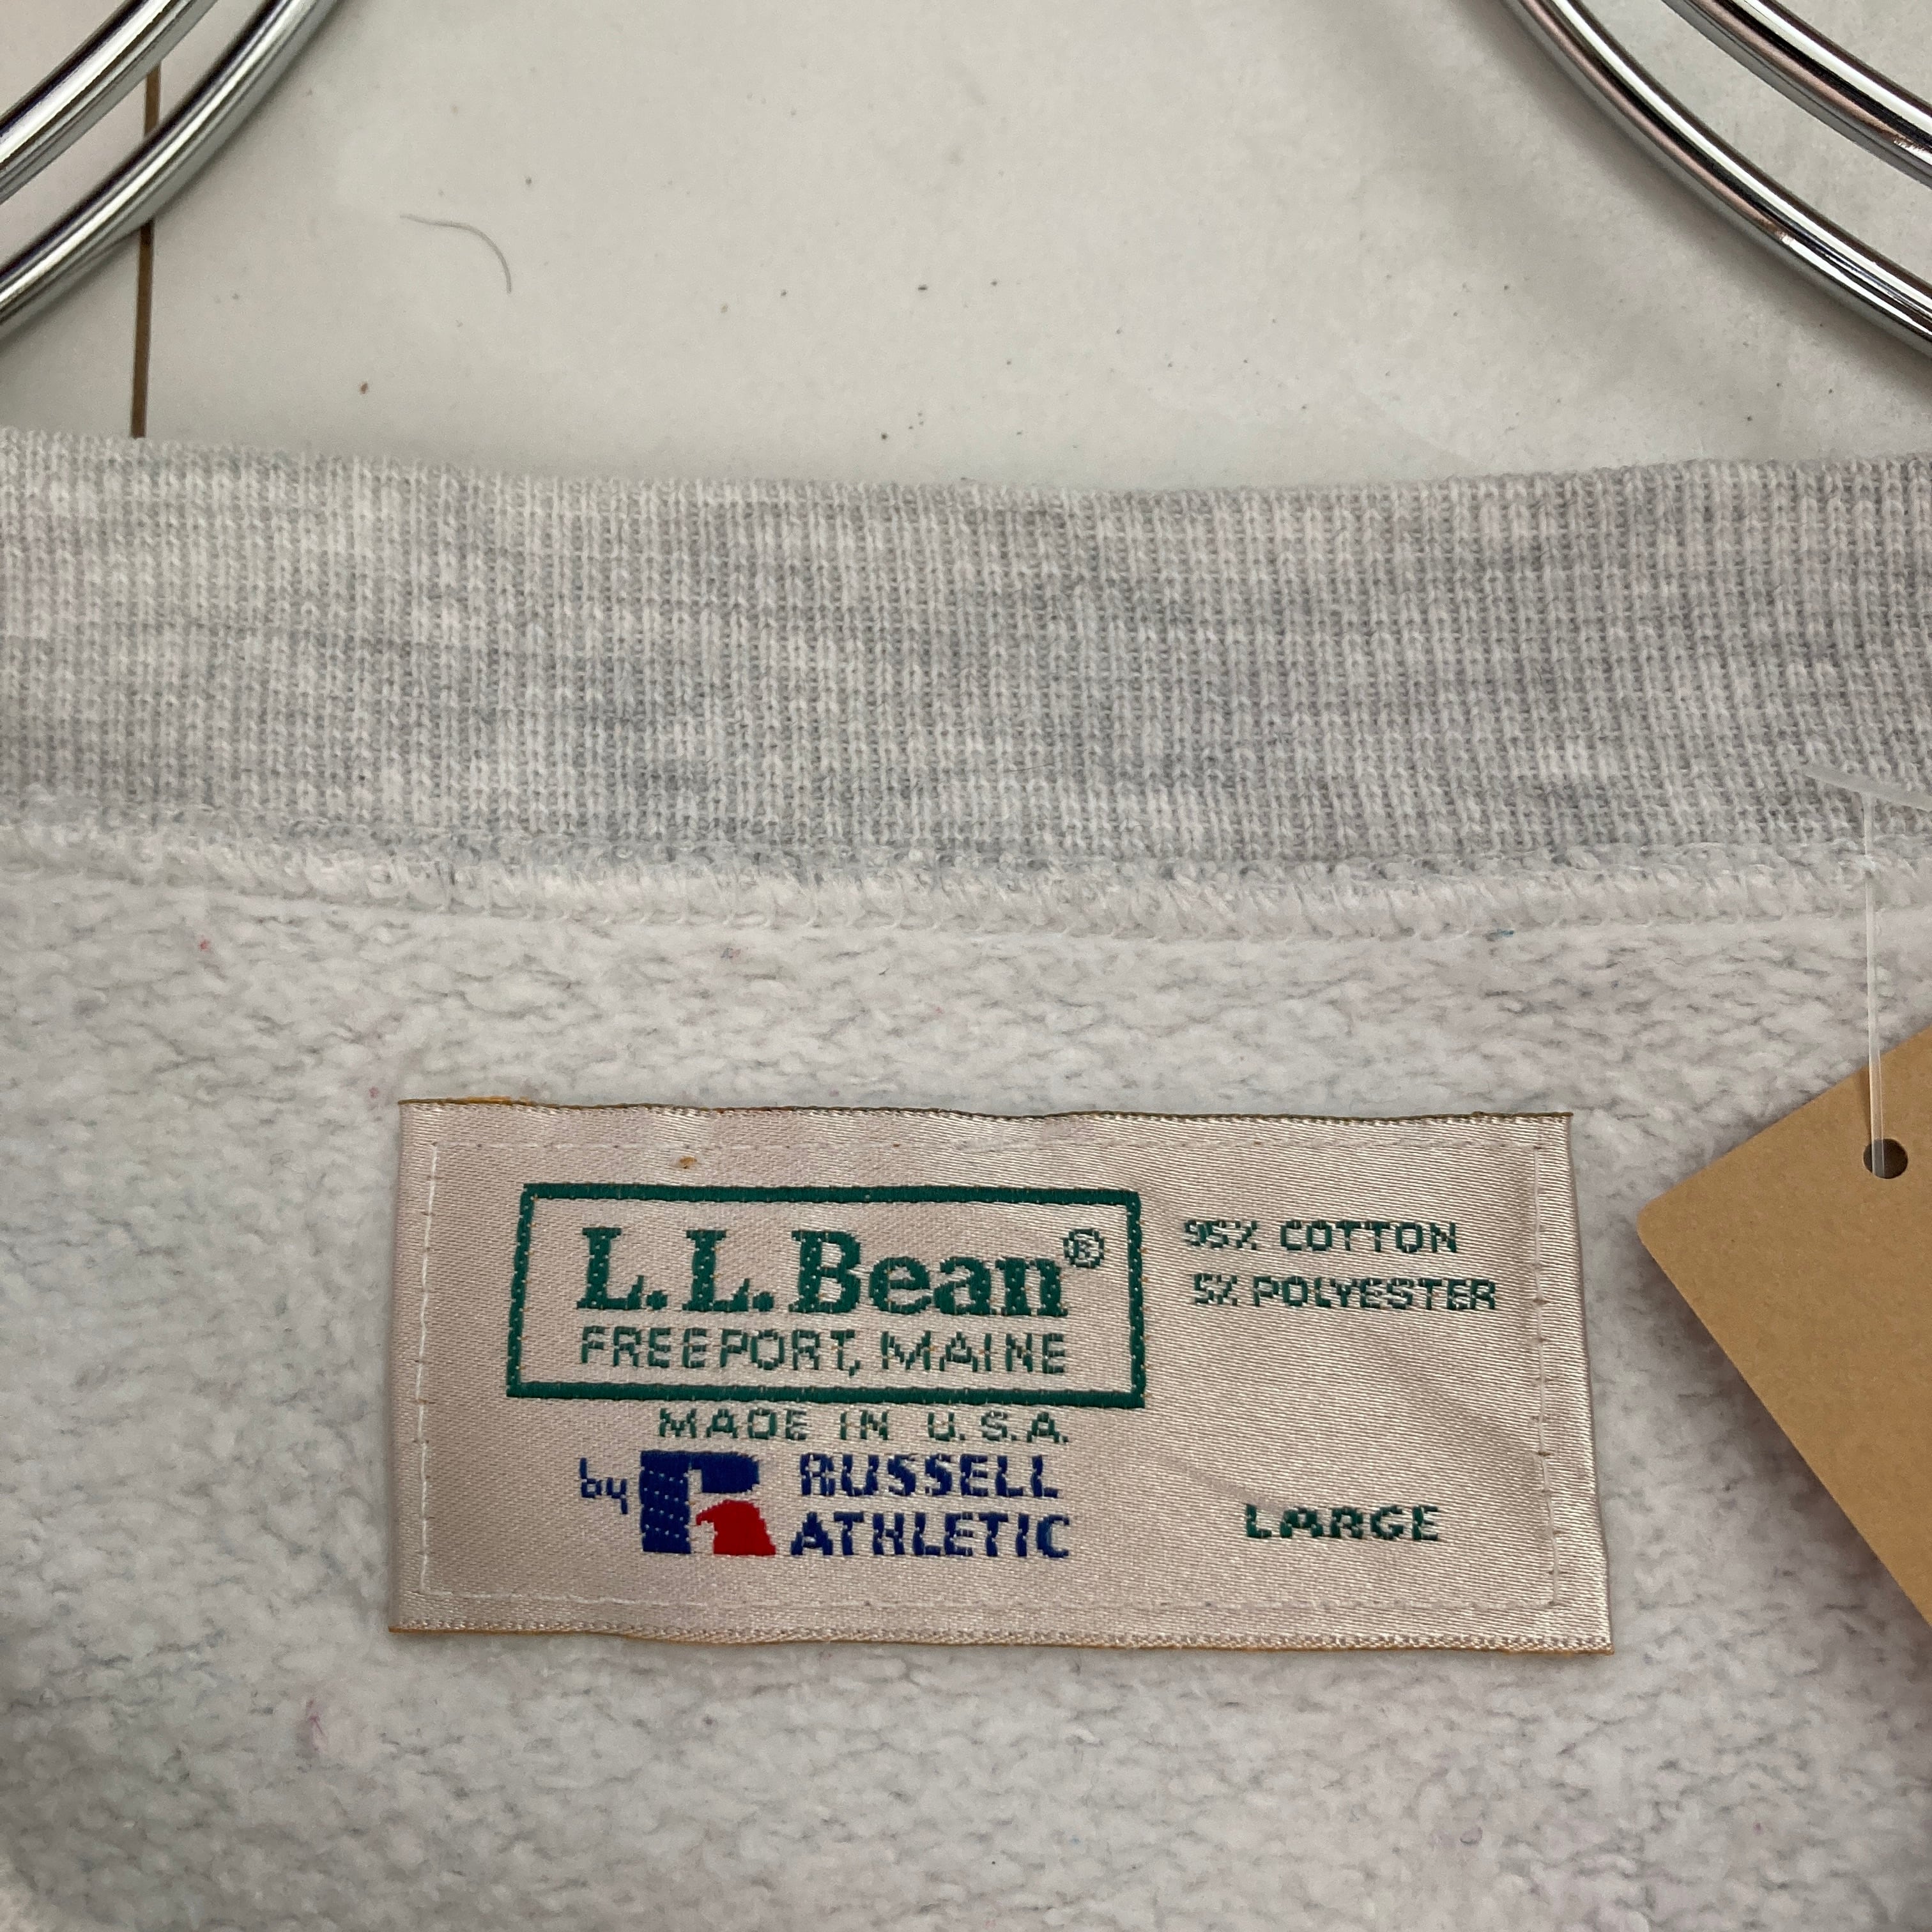 L.L.Bean®
FREEPORT, MAINE
MADE IN U.S.A.
by RUSSELL
ATHLETIC
95% COTTON
5% POLYESTER
LARGE